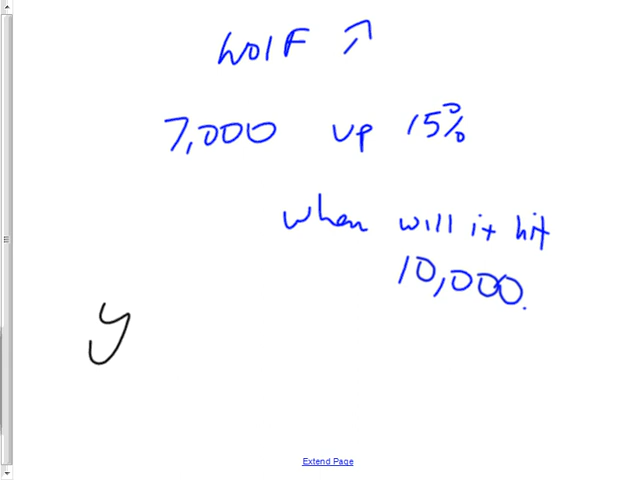 wolf ↗
7,000 up 15%
when will it hit
10,000.
y
Extend Page